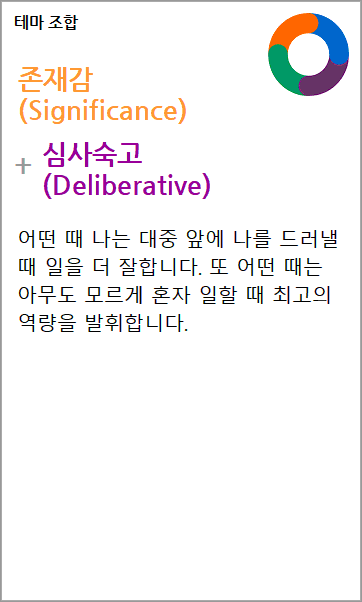 테마 조합
존재감
(Significance)
+ 심사숙고
(Deliberative)
어떤 때 나는 대중 앞에 나를 드러낼
때 일을 더 잘합니다. 또 어떤 때는
아무도 모르게 혼자 일할 때 최고의
역량을 발휘합니다.